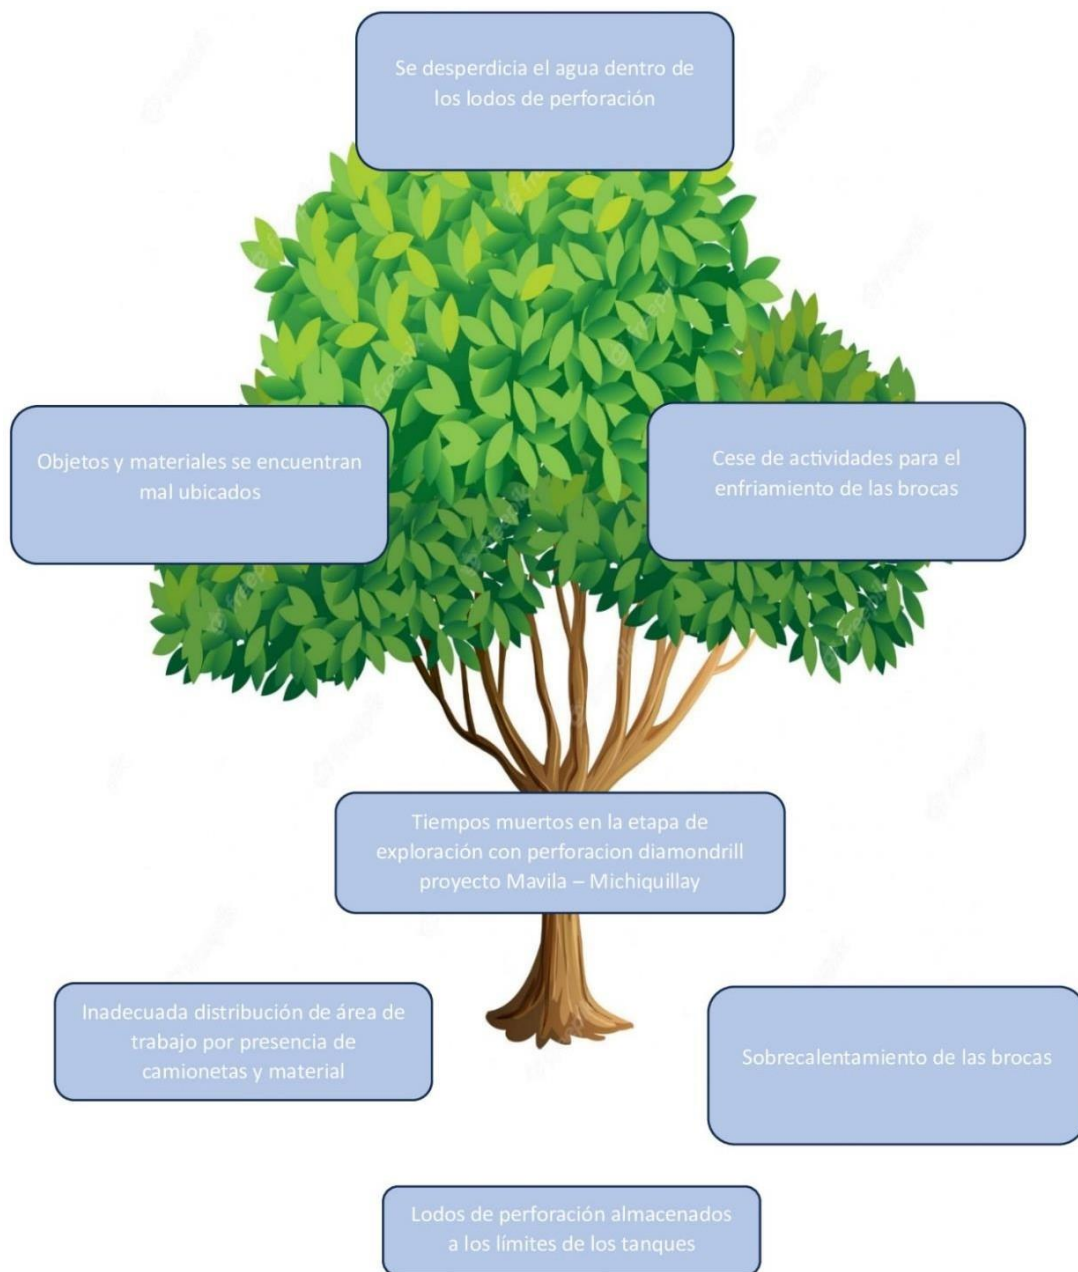 Se desperdicia el agua dentro de
los lodos de perforación
Objetos y materiales se encuentran
mal ubicados
Cese de actividades para el
enfriamiento de las brocas
Tiempos muertos en la etapa de
exploración con perforacion diamondrill
proyecto Mavila – Michiquillay
Inadecuada distribución de área de
trabajo por presencia de
camionetas y material
Sobrecalentamiento de las brocas
Lodos de perforación almacenados
a los límites de los tanques